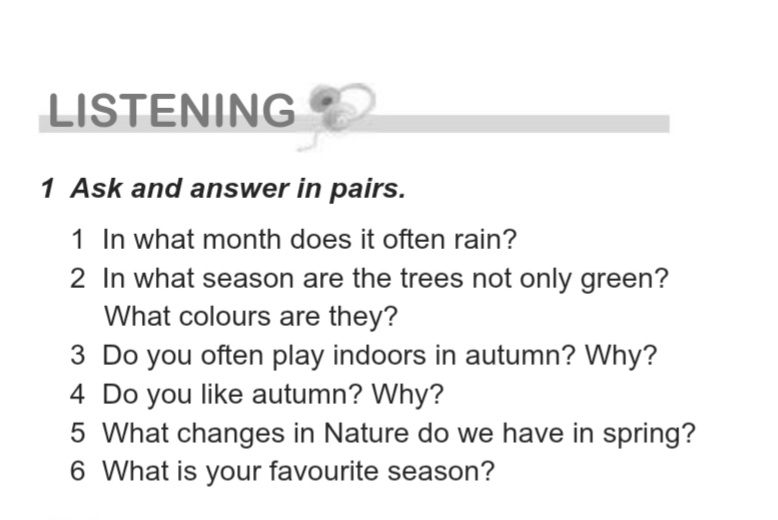 LISTENING
1 Ask and answer in pairs.
1 In what month does it often rain?
2 In what season are the trees not only green?
What colours are they?
3 Do you often play indoors in autumn? Why?
4 Do you like autumn? Why?
5 What changes in Nature do we have in spring?
6 What is your favourite season?